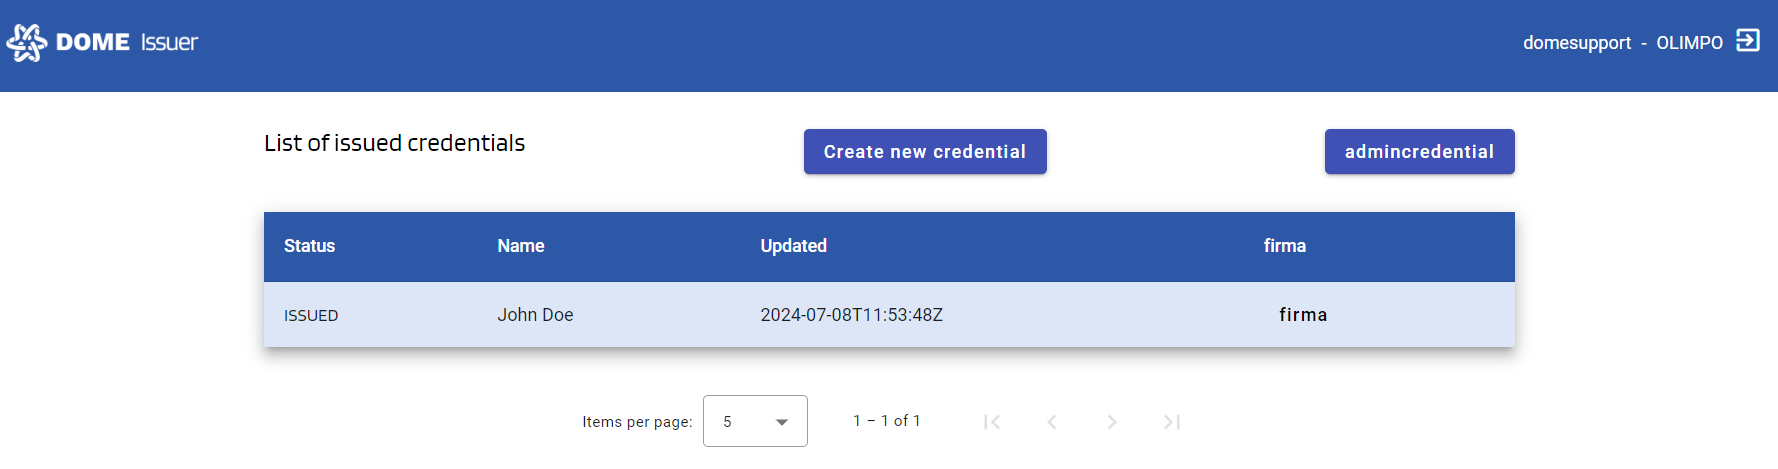 DOME Issuer
domesupport - OLIMPO
List of issued credentials
Create new credential
admincredential
Status Name Updated firma
ISSUED John Doe 2024-07-08T11:53:48Z firma
Items per page: 5 1 – 1 of 1